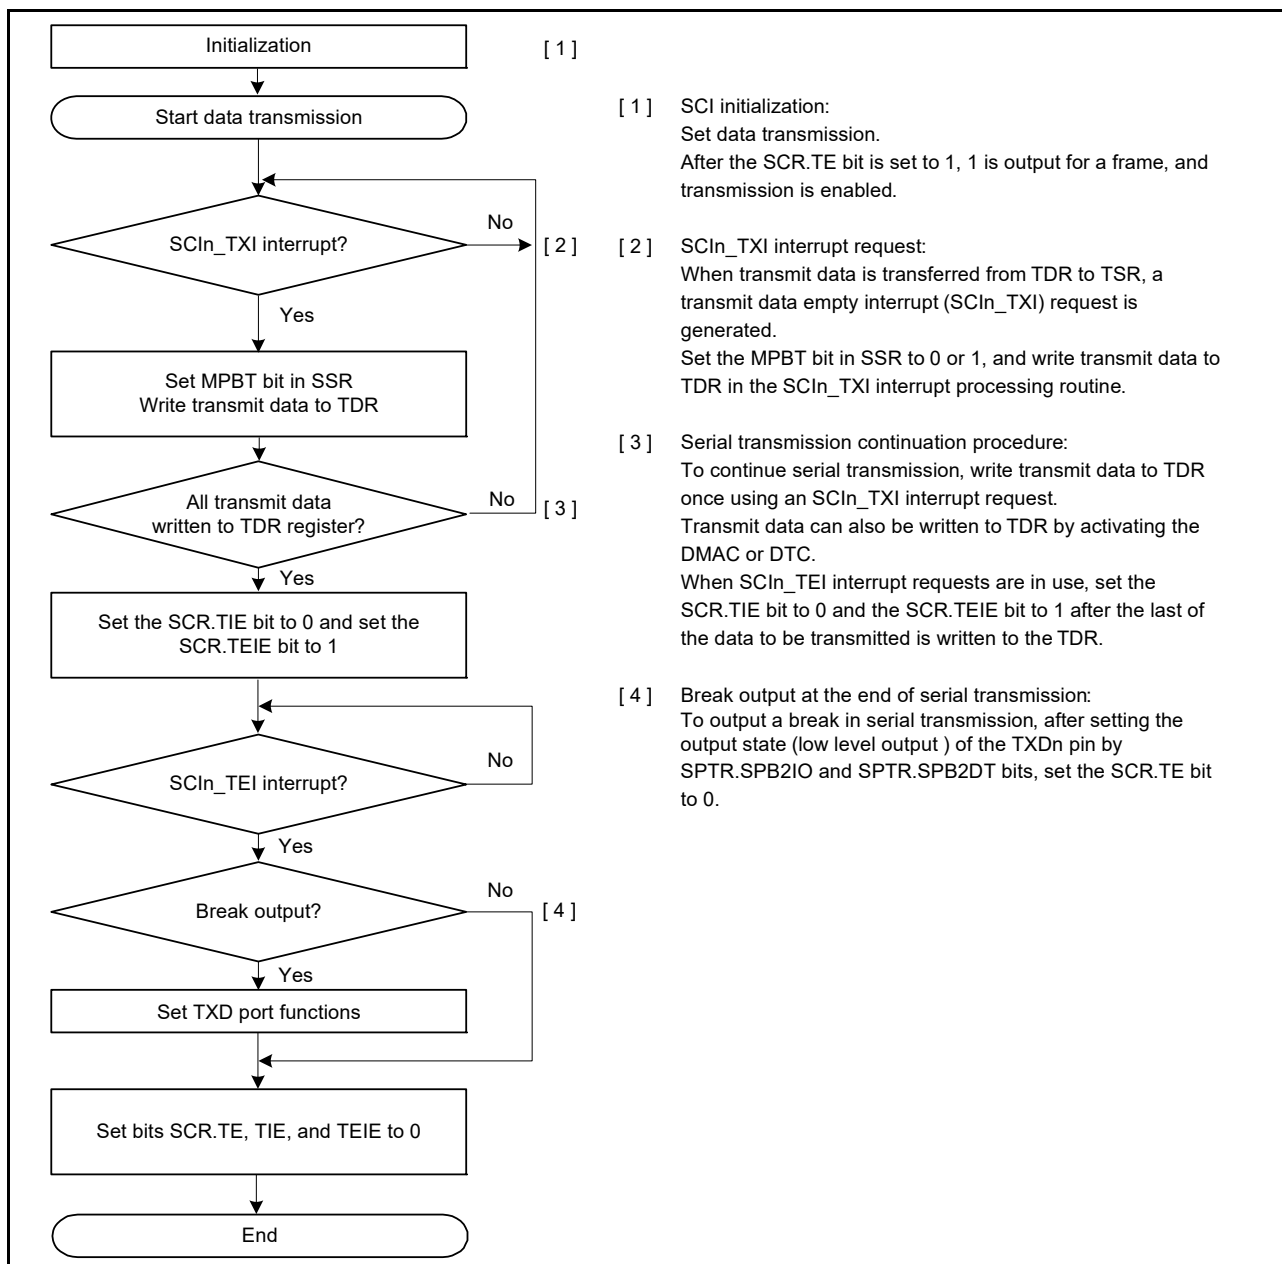 Initialization
[ 1 ]
Start data transmission
SCIn_TXI interrupt?
No
[ 2 ]
Yes
Set MPBT bit in SSR
Write transmit data to TDR
All transmit data
written to TDR register?
No
[ 3 ]
Yes
Set the SCR.TIE bit to 0 and set the
SCR.TEIE bit to 1
SCIn_TEI interrupt?
No
Yes
Break output?
No
[ 4 ]
Yes
Set TXD port functions
Set bits SCR.TE, TIE, and TEIE to 0
End
[ 1 ] SCI initialization:
Set data transmission.
After the SCR.TE bit is set to 1, 1 is output for a frame, and
transmission is enabled.
[ 2 ] SCIn_TXI interrupt request:
When transmit data is transferred from TDR to TSR, a
transmit data empty interrupt (SCIn_TXI) request is
generated.
Set the MPBT bit in SSR to 0 or 1, and write transmit data to
TDR in the SCIn_TXI interrupt processing routine.
[ 3 ] Serial transmission continuation procedure:
To continue serial transmission, write transmit data to TDR
once using an SCIn_TXI interrupt request.
Transmit data can also be written to TDR by activating the
DMAC or DTC.
When SCIn_TEI interrupt requests are in use, set the
SCR.TIE bit to 0 and the SCR.TEIE bit to 1 after the last of
the data to be transmitted is written to the TDR.
[ 4 ] Break output at the end of serial transmission:
To output a break in serial transmission, after setting the
output state (low level output ) of the TXDn pin by
SPTR.SPB2IO and SPTR.SPB2DT bits, set the SCR.TE bit
to 0.